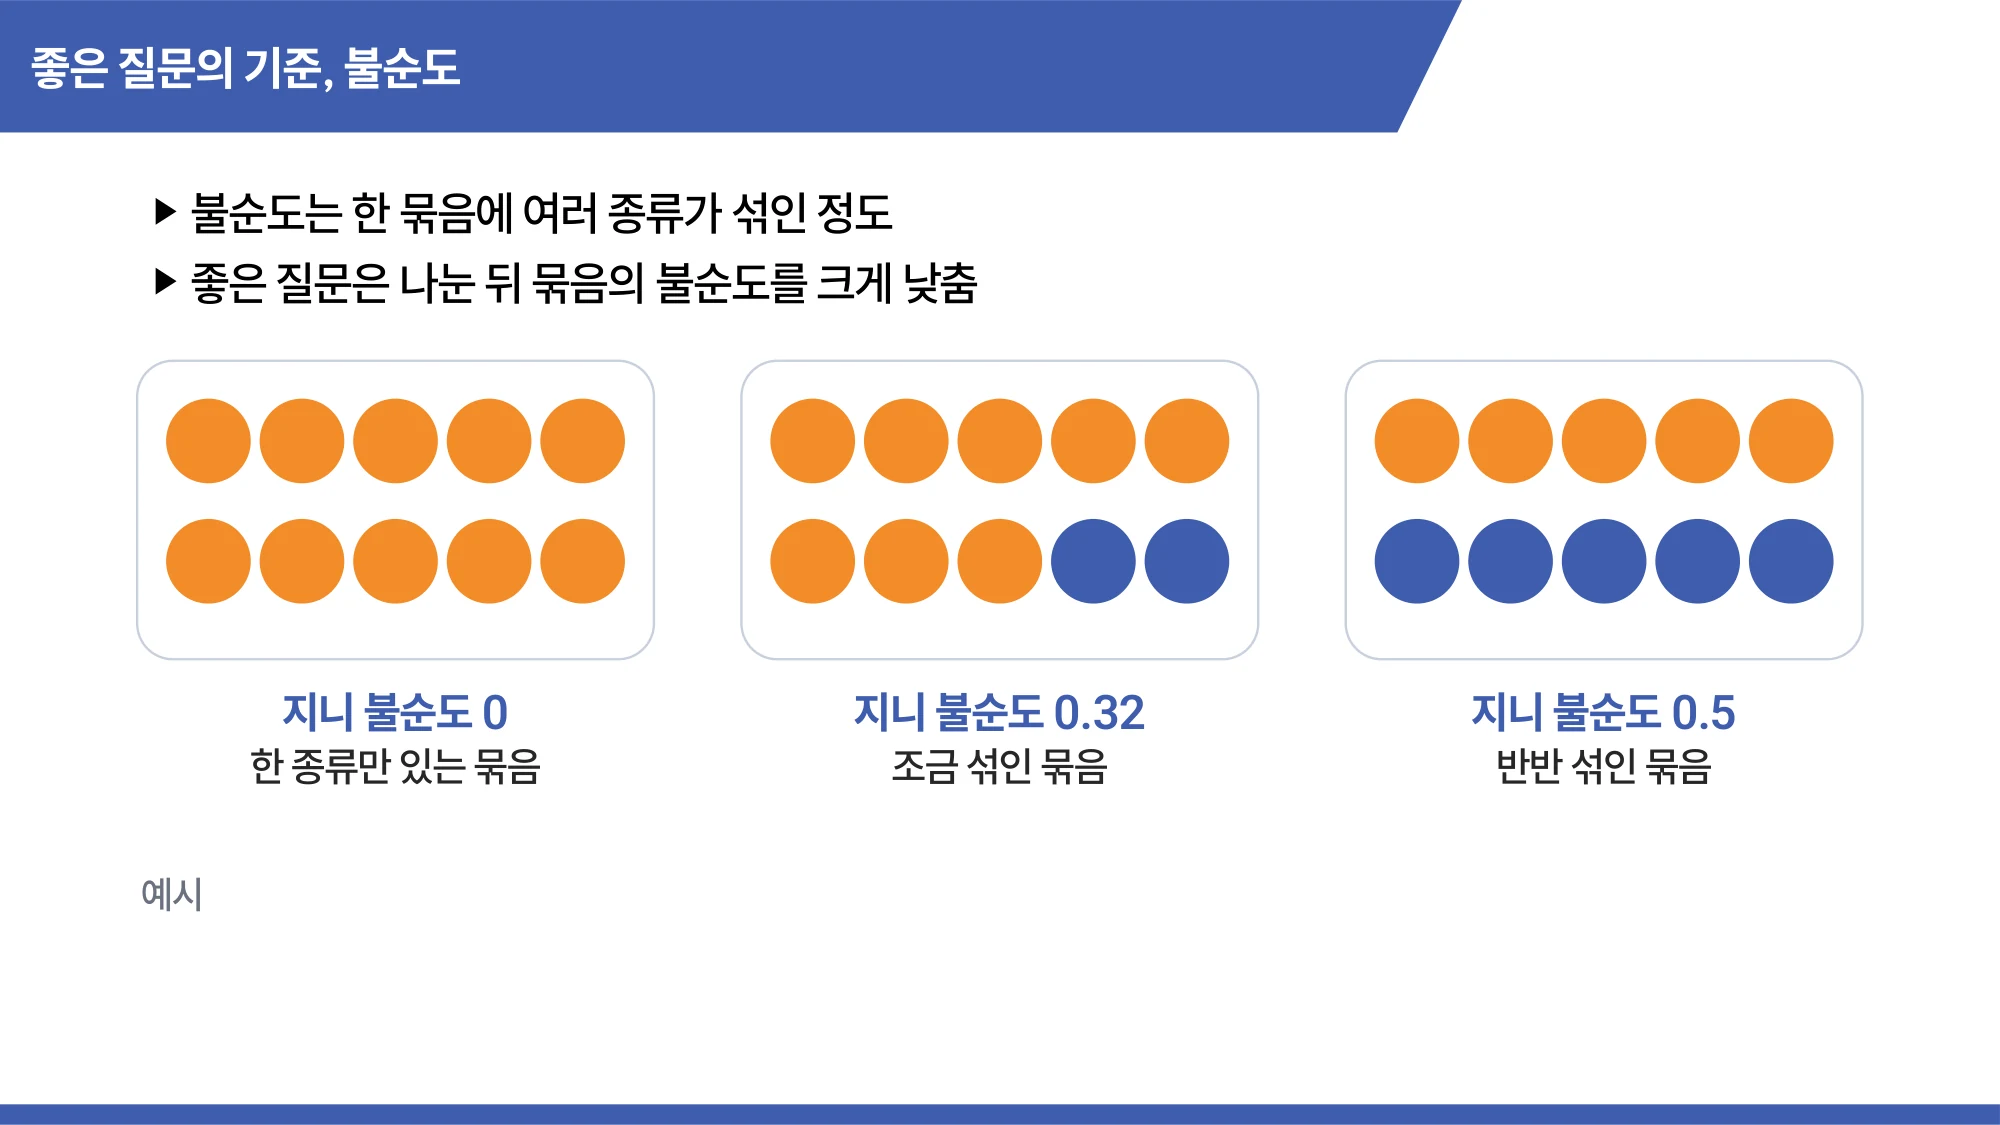 좋은 질문의 기준, 불순도
▶ 불순도는 한 묶음에 여러 종류가 섞인 정도
▶ 좋은 질문은 나눈 뒤 묶음의 불순도를 크게 낮춤
지니 불순도 0
한 종류만 있는 묶음
지니 불순도 0.32
조금 섞인 묶음
지니 불순도 0.5
반반 섞인 묶음
예시